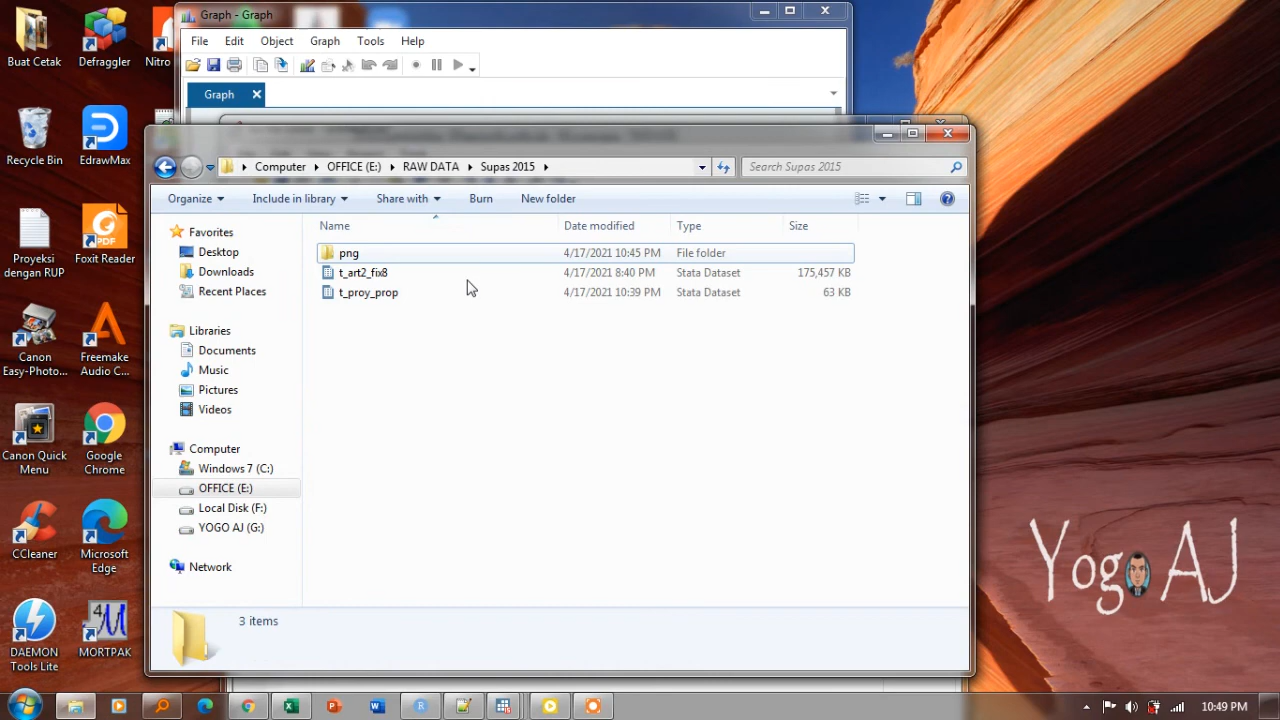 Graph - Graph
File Edit Object Graph Tools Help
Graph
Computer OFFICE (E:) RAW DATA Supas 2015
Search Supas 2015
Organize Include in library Share with Burn New folder
Favorites
Desktop
Downloads
Recent Places
Libraries
Documents
Music
Pictures
Videos
Computer
Windows 7 (C:)
OFFICE (E:)
Local Disk (F:)
YOGO AJ (G:)
Network
Name Date modified Type Size
png 4/17/2021 10:45 PM File folder
t_art2_fix8 4/17/2021 8:40 PM Stata Dataset 175,457 KB
t_proy_prop 4/17/2021 10:39 PM Stata Dataset 63 KB
3 items
Buat Cetak
Defraggler
Nitro
Recycle Bin
EdrawMax
Proyeksi
dengan RUP
Foxit Reader
Canon
Easy-Photo...
Freemake
Audio C...
Canon Quick
Menu
Google
Chrome
CCleaner
Microsoft
Edge
DAEMON
Tools Lite
4
MORTPAK
Yogo AJ
10:49 PM